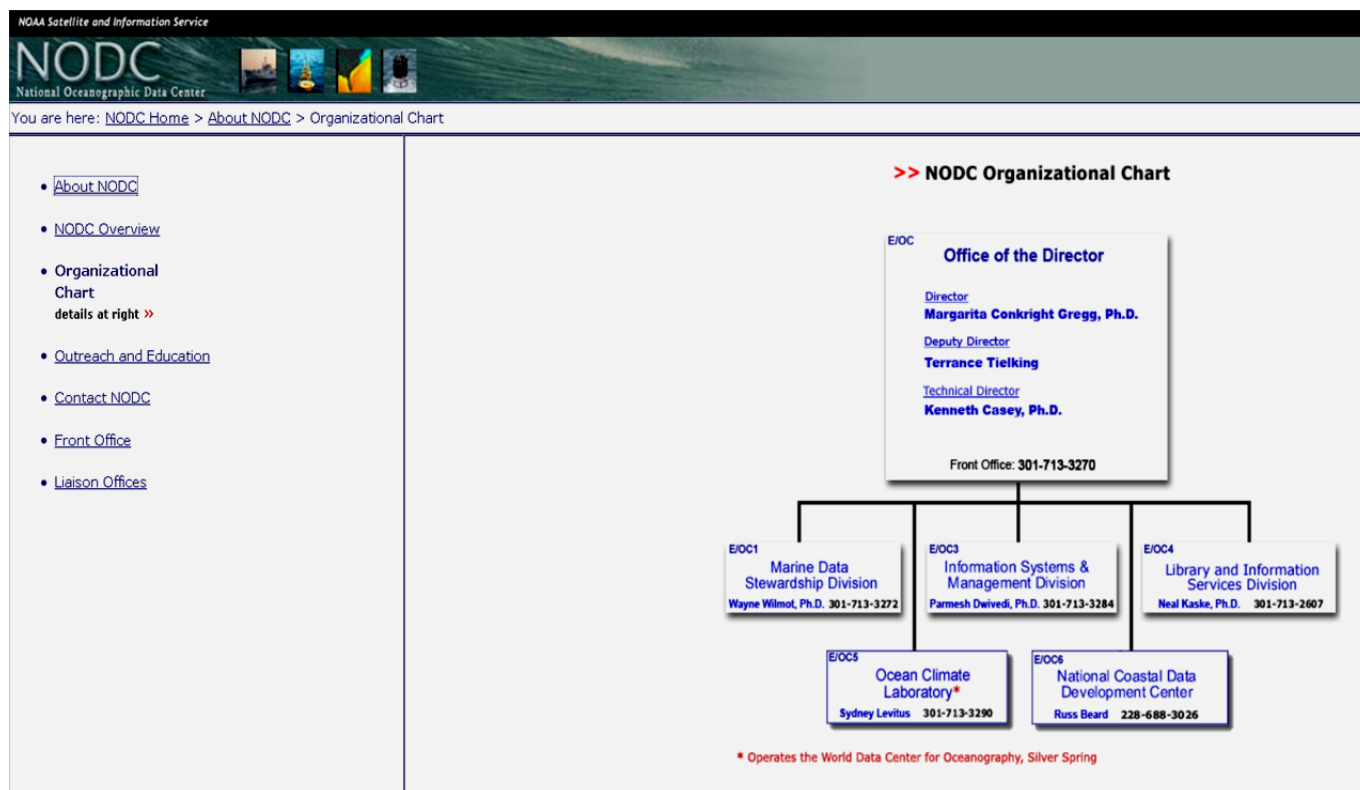 NOAA Satellite and Information Service
NODC
National Oceanographic Data Center
You are here: NODC Home > About NODC > Organizational Chart
• About NODC
• NODC Overview
• Organizational
Chart
details at right »
• Outreach and Education
• Contact NODC
• Front Office
• Liaison Offices
>> NODC Organizational Chart
E/OC
Office of the Director
Director
Margarita Conkright Gregg, Ph.D.
Deputy Director
Terrance Tielking
Technical Director
Kenneth Casey, Ph.D.
Front Office: 301-713-3270
E/OC1
Marine Data
Stewardship Division
Wayne Wilmot, Ph.D. 301-713-3272
E/OC3
Information Systems &
Management Division
Parmesh Dwivedi, Ph.D. 301-713-3284
E/OC4
Library and Information
Services Division
Neal Kaske, Ph.D. 301-713-2607
E/OC5
Ocean Climate
Laboratory*
Sydney Levitus 301-713-3290
E/OC6
National Coastal Data
Development Center
Russ Beard 228-688-3026
* Operates the World Data Center for Oceanography, Silver Spring